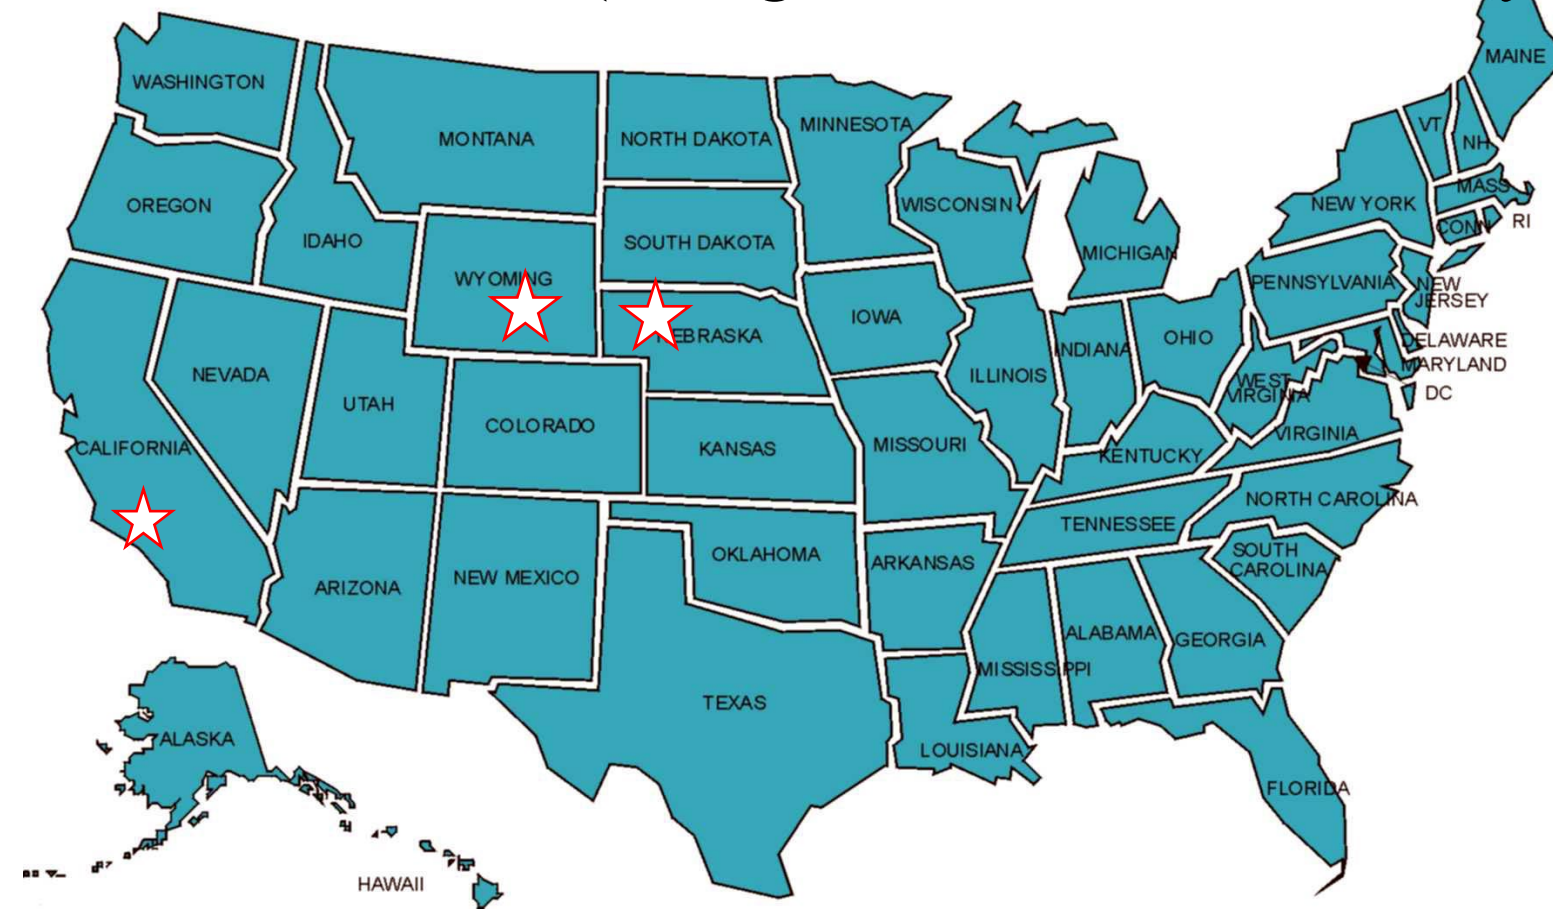 MAINE
WASHINGTON
MONTANA
NORTH DAKOTA
MINNESOTA
VT
NH
OREGON
IDAHO
WYOMING
SOUTH DAKOTA
WISCONSIN
MICHIGAN
NEW YORK
MASS
CONN
RI
PENNSYLVANIA
NEW
JERSEY
NEBRASKA
IOWA
ILLINOIS
INDIANA
OHIO
DELAWARE
MARYLAND
DC
WEST
VIRGINIA
VIRGINIA
NEVADA
UTAH
COLORADO
KANSAS
MISSOURI
KENTUCKY
CALIFORNIA
NORTH CAROLINA
TENNESSEE
SOUTH
CAROLINA
ARIZONA
NEW MEXICO
OKLAHOMA
ARKANSAS
MISSISSIPPI
ALABAMA
GEORGIA
TEXAS
LOUISIANA
FLORIDA
ALASKA
HAWAII